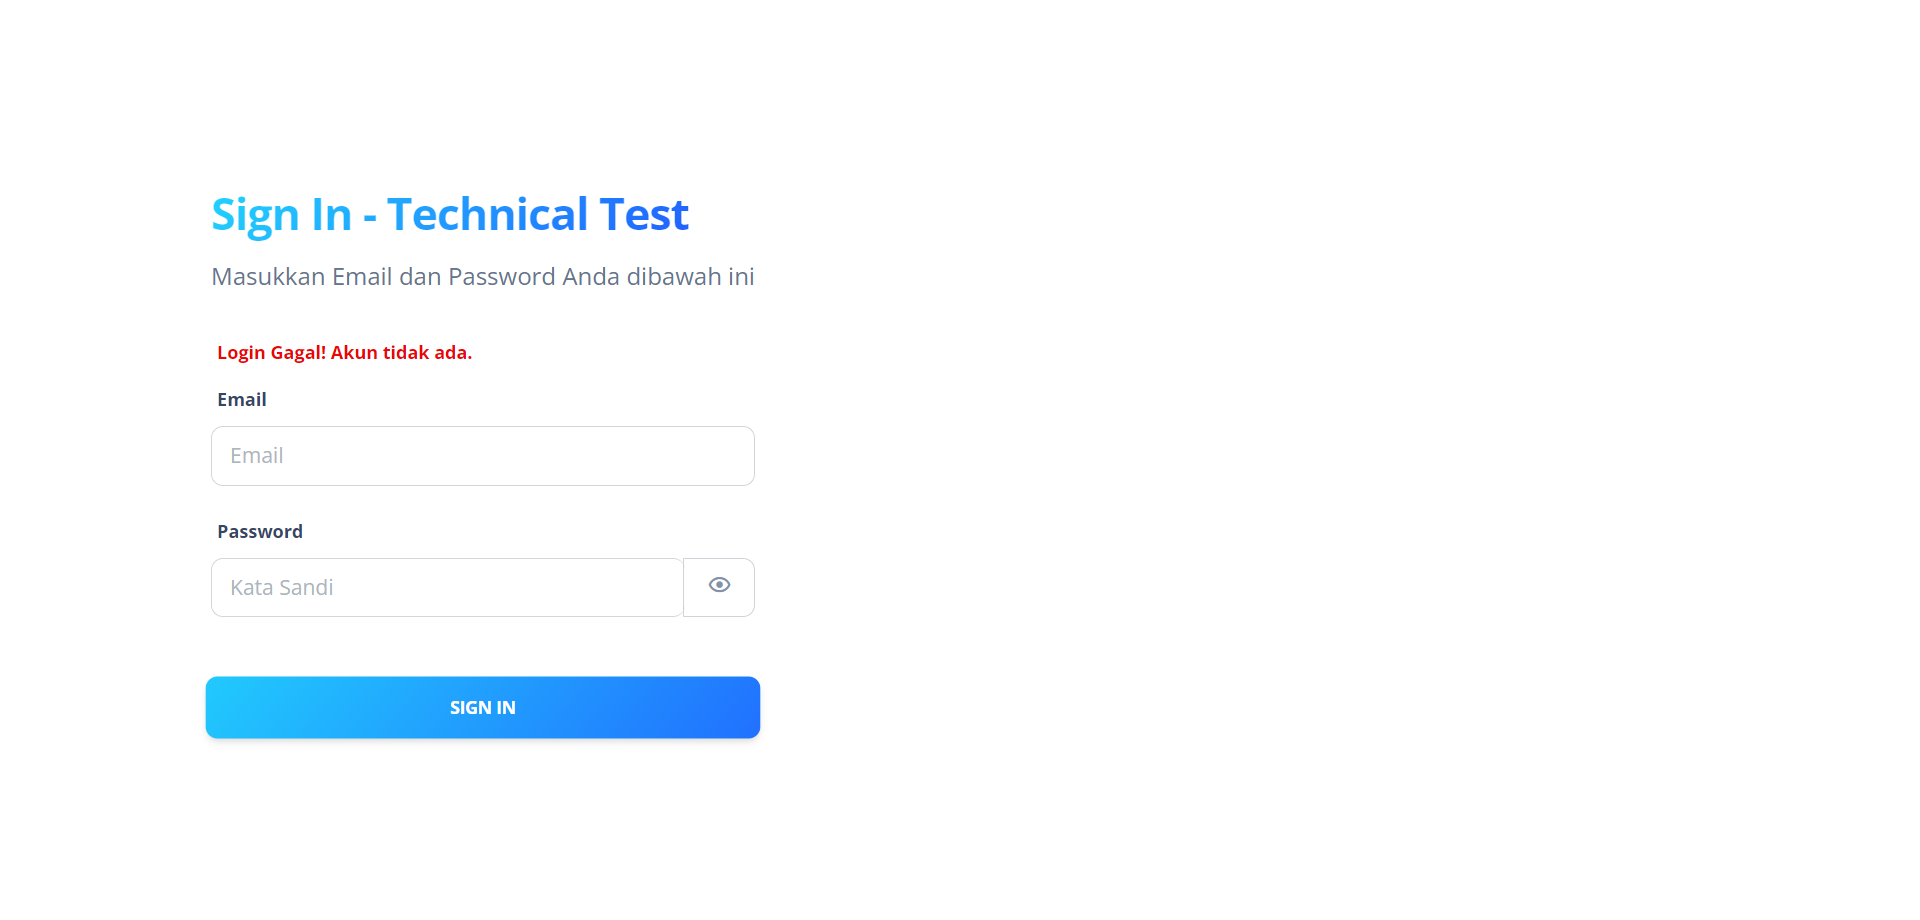 Sign In - Technical Test
Masukkan Email dan Password Anda dibawah ini
Login Gagal! Akun tidak ada.
Email
Email
Password
Kata Sandi
SIGN IN